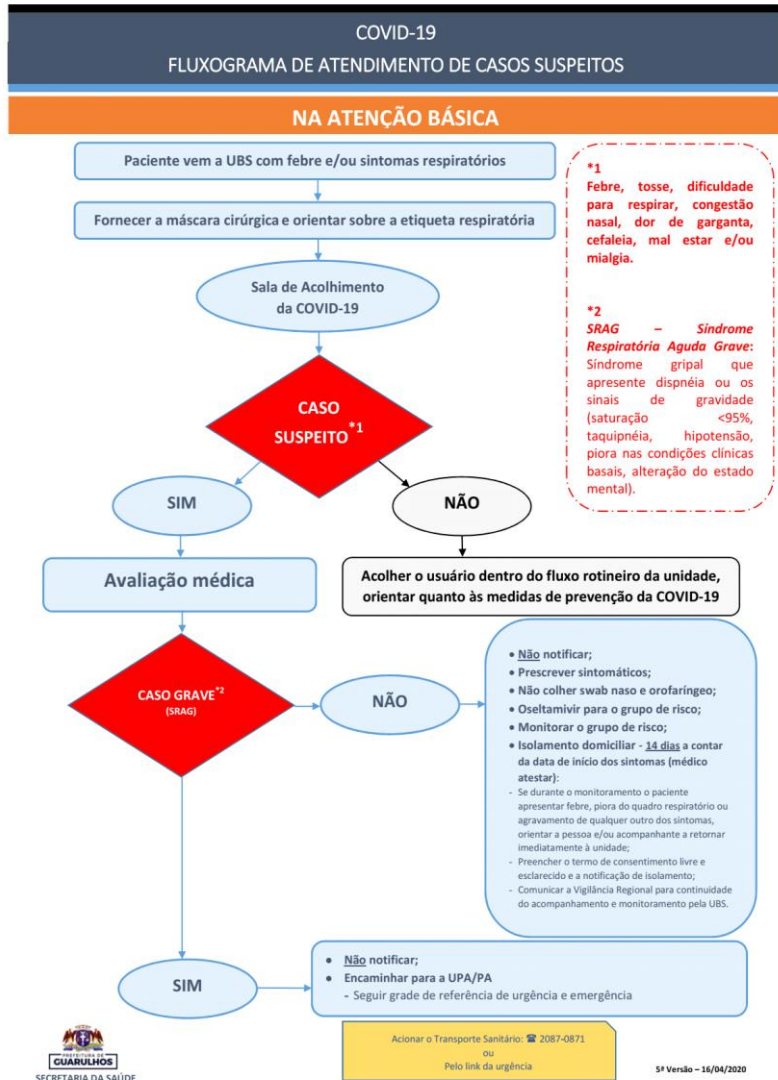 COVID-19
FLUXOGRAMA DE ATENDIMENTO DE CASOS SUSPEITOS
NA ATENÇÃO BÁSICA
Paciente vem a UBS com febre e/ou sintomas respiratórios
Fornecer a máscara cirúrgica e orientar sobre a etiqueta respiratória
Sala de Acolhimento
da COVID-19
*1
Febre, tosse, dificuldade
para respirar, congestão
nasal, dor de garganta,
cefaleia, mal estar e/ou
mialgia.
*2
SRAG – Síndrome
Respiratória Aguda Grave:
Síndrome gripal que
apresente dispnéia ou os
sinais de gravidade
(saturação <95%,
taquipnéia, hipotensão,
piora nas condições clínicas
basais, alteração do estado
mental).
CASO
SUSPEITO*1
SIM
NÃO
Avaliação médica
Acolher o usuário dentro do fluxo rotineiro da unidade,
orientar quanto às medidas de prevenção da COVID-19
CASO GRAVE*2
(SRAG)
NÃO
• Não notificar;
• Prescrever sintomáticos;
• Não colher swab naso e orofaríngeo;
• Oseltamivir para o grupo de risco;
• Monitorar o grupo de risco;
• Isolamento domiciliar - 14 dias a contar
da data de início dos sintomas (médico
atestar):
- Se durante o monitoramento o paciente
apresentar febre, piora do quadro respiratório ou
agravamento de qualquer outro dos sintomas,
orientar a pessoa e/ou acompanhante a retornar
imediatamente à unidade;
- Preencher o termo de consentimento livre e
esclarecido e a notificação de isolamento;
- Comunicar a Vigilância Regional para continuidade
do acompanhamento e monitoramento pela UBS.
SIM
• Não notificar;
• Encaminhar para a UPA/PA
- Seguir grade de referência de urgência e emergência
Acionar o Transporte Sanitário: ☎ 2087-0871
ou
Pelo link da urgência
PREFEITURA DE
GUARULHOS
SECRETARIA DA SAÚDE
5ª Versão – 16/04/2020